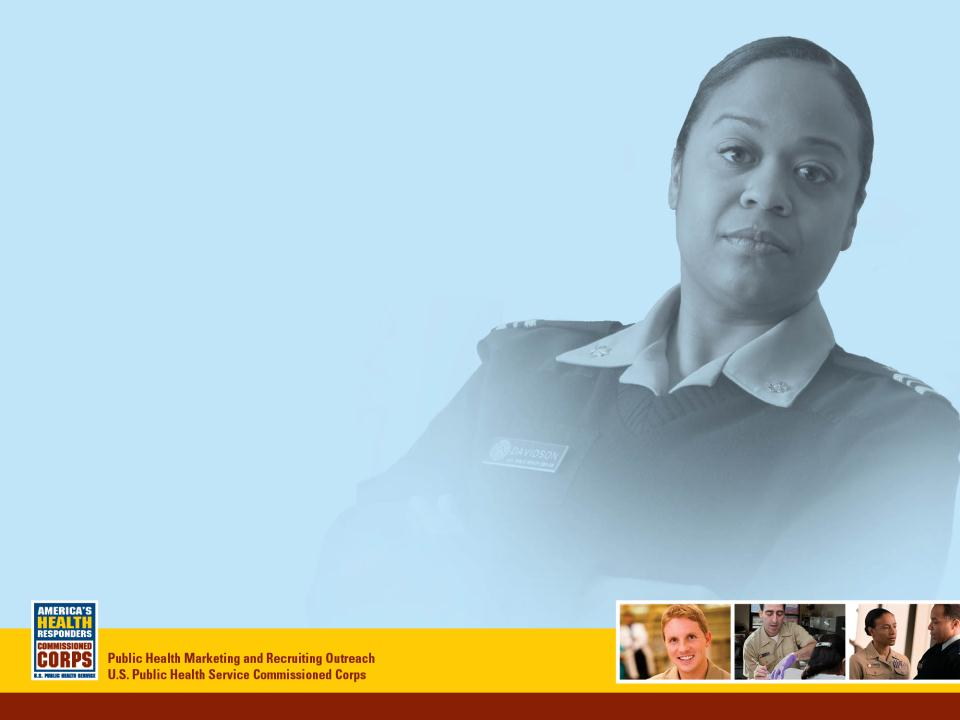 DAVIDSON
AMERICA'S
HEALTH
RESPONDERS
COMMISSIONED
CORPS
U.S. PUBLIC HEALTH SERVICE
Public Health Marketing and Recruiting Outreach
U.S. Public Health Service Commissioned Corps